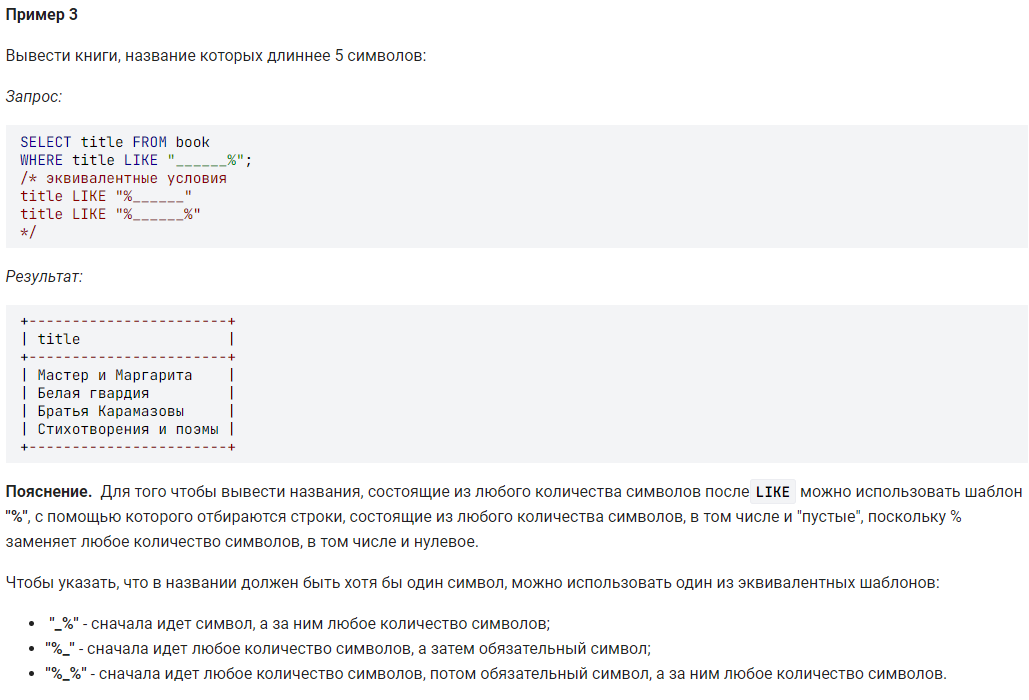 Пример 3
Вывести книги, название которых длиннее 5 символов:
Запрос:
SELECT title FROM book
WHERE title LIKE "______%";
/* эквивалентные условия
title LIKE "%______"
title LIKE "%______%"
*/
Результат:
+-----------------------+
| title                 |
+-----------------------+
| Мастер и Маргарита    |
| Белая гвардия         |
| Братья Карамазовы     |
| Стихотворения и поэмы |
+-----------------------+
Пояснение.  Для того чтобы вывести названия, состоящие из любого количества символов после LIKE можно использовать шаблон
"%", с помощью которого отбираются строки, состоящие из любого количества символов, в том числе и "пустые", поскольку %
заменяет любое количество символов, в том числе и нулевое.
Чтобы указать, что в названии должен быть хотя бы один символ, можно использовать один из эквивалентных шаблонов:
• "_%" - сначала идет символ, а за ним любое количество символов;
• "%_" - сначала идет любое количество символов, а затем обязательный символ;
• "%_%" - сначала идет любое количество символов, потом обязательный символ, а за ним любое количество символов.